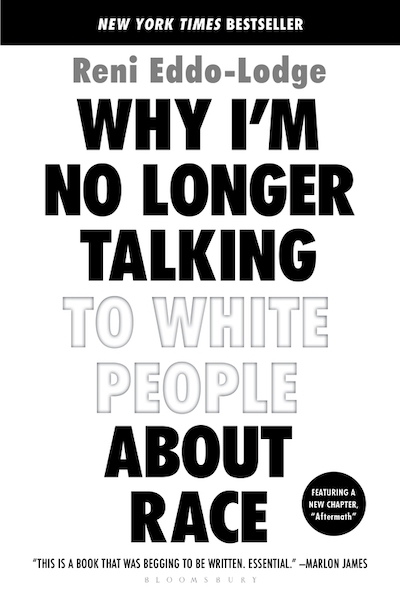 NEW YORK TIMES BESTSELLER
Reni Eddo-Lodge
WHY I'M
NO LONGER
TALKING
TO WHITE
PEOPLE
ABOUT
RACE
FEATURING A
NEW CHAPTER,
"Aftermath"
"THIS IS A BOOK THAT WAS BEGGING TO BE WRITTEN. ESSENTIAL." —MARLON JAMES
BLOOMSBURY